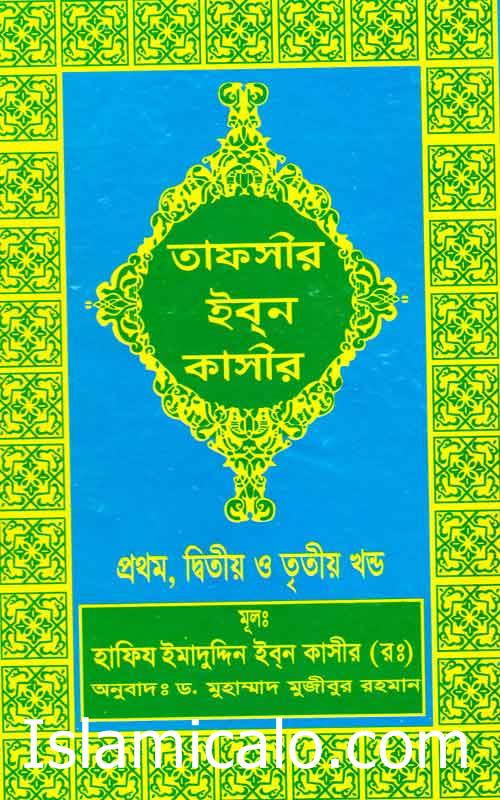 তাফসীর
ইব্‌ন
কাসীর
প্রথম, দ্বিতীয় ও তৃতীয় খন্ড
মূলঃ
হাফিয ইমাদুদ্দিন ইব্‌ন কাসীর (রঃ)
অনুবাদঃ ড. মুহাম্মাদ মুজীবুর রহমান
Islamicalo.com